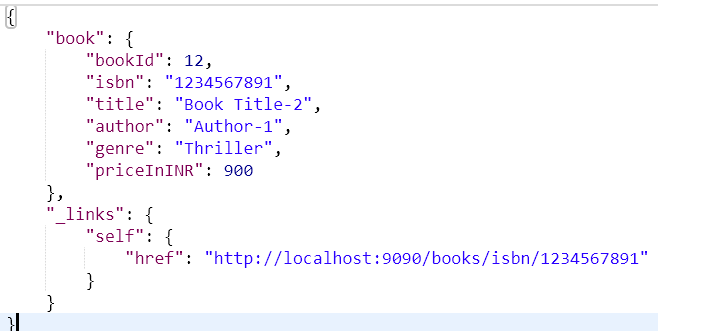 {
    "book": {
        "bookId": 12,
        "isbn": "1234567891",
        "title": "Book Title-2",
        "author": "Author-1",
        "genre": "Thriller",
        "priceInINR": 900
    },
    "_links": {
        "self": {
            "href": "http://localhost:9090/books/isbn/1234567891"
        }
    }
}